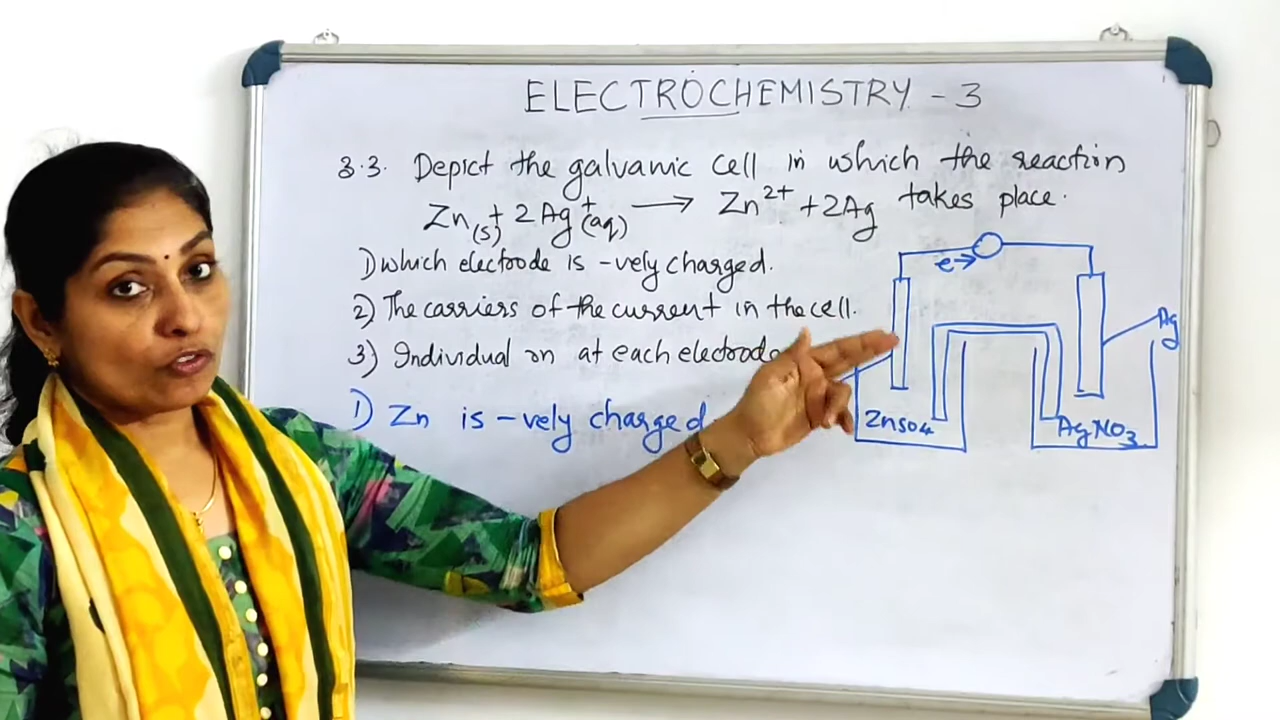 ELECTROCHEMISTRY - 3
3.3. Depict the galvanic cell in which the reaction
Zn(s) + 2Ag+(aq) → Zn2+ + 2Ag takes place.
1) which electrode is -vely charged.
2) The carriers of the current in the cell.
3) Individual rn at each electrode
1) Zn is -vely charged
e→
Ag
ZnSO4
AgNO3